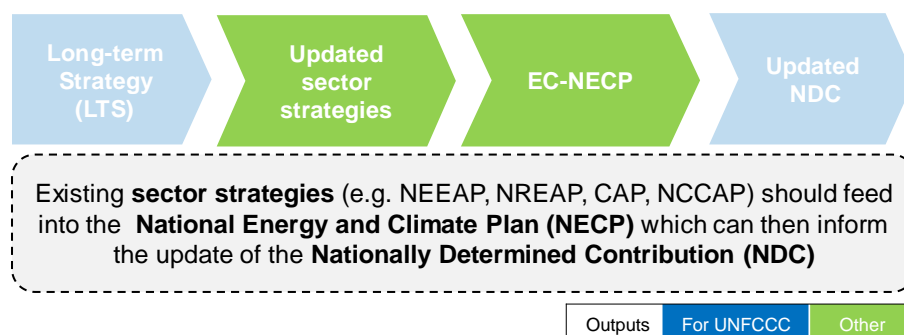 Long-term
Strategy
(LTS)
Updated
sector
strategies
EC-NECP
Updated
NDC
Existing sector strategies (e.g. NEEAP, NREAP, CAP, NCCAP) should feed
into the National Energy and Climate Plan (NECP) which can then inform
the update of the Nationally Determined Contribution (NDC)
Outputs For UNFCCC Other